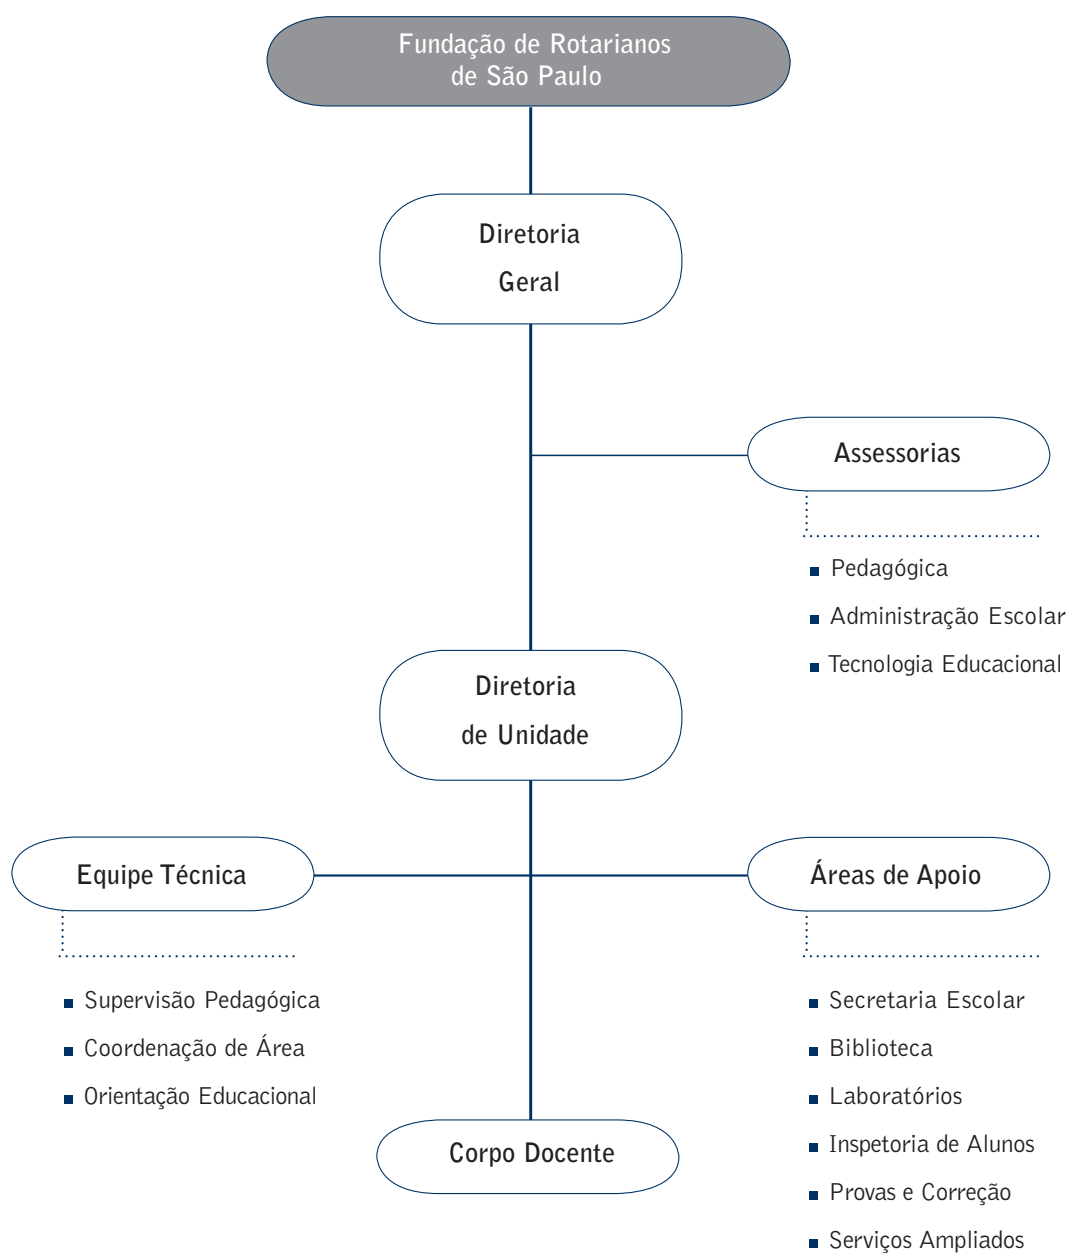 Fundação de Rotarianos
de São Paulo
Diretoria
Geral
Assessorias
Pedagógica
Administração Escolar
Tecnologia Educacional
Diretoria
de Unidade
Equipe Técnica
Supervisão Pedagógica
Coordenação de Área
Orientação Educacional
Áreas de Apoio
Secretaria Escolar
Biblioteca
Laboratórios
Inspetoria de Alunos
Provas e Correção
Serviços Ampliados
Corpo Docente